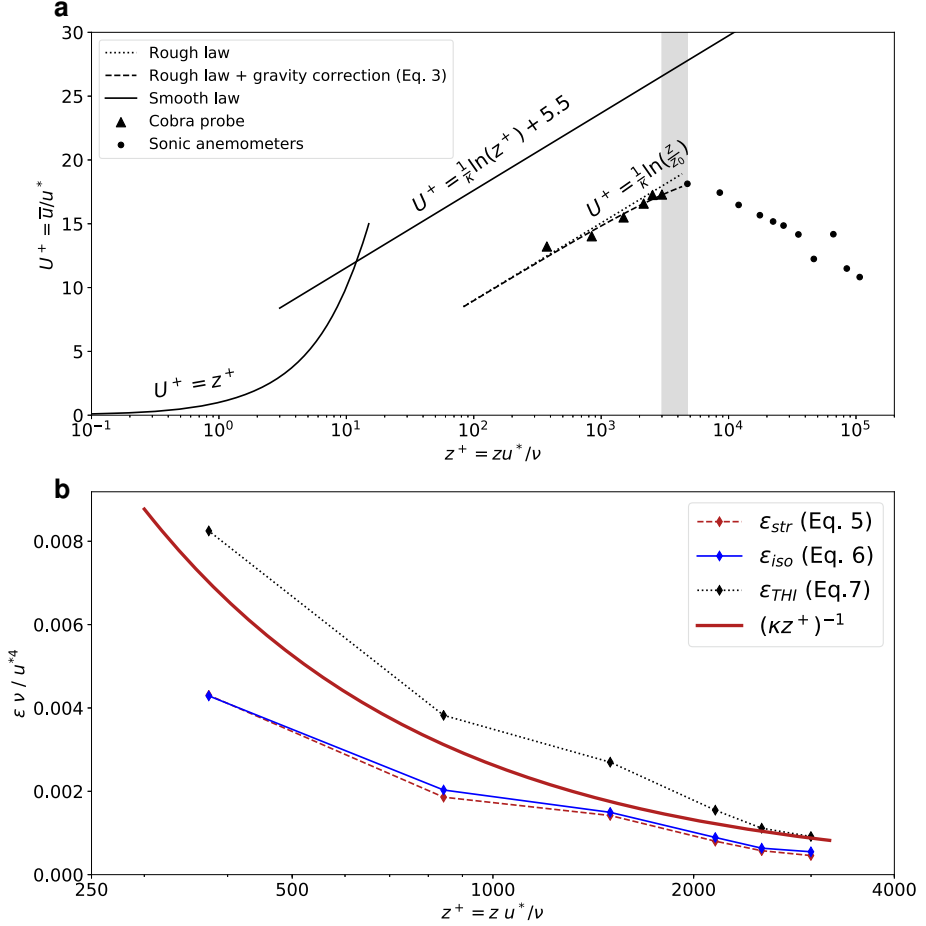 a
30
25
20
15
10
5
0
U⁺ = u̅/u*
Rough law
Rough law + gravity correction (Eq. 3)
Smooth law
Cobra probe
Sonic anemometers
U⁺ = 1/κ ln(z⁺) + 5.5
U⁺ = 1/κ ln(z/z₀)
U⁺ = z⁺
10⁻¹ 10⁰ 10¹ 10² 10³ 10⁴ 10⁵
z⁺ = zu*/ν
b
0.008
0.006
0.004
0.002
0.000
ε ν / u*⁴
ε_str (Eq. 5)
ε_iso (Eq. 6)
ε_THI (Eq.7)
(κz⁺)⁻¹
250 500 1000 2000 4000
z⁺ = z u*/ν